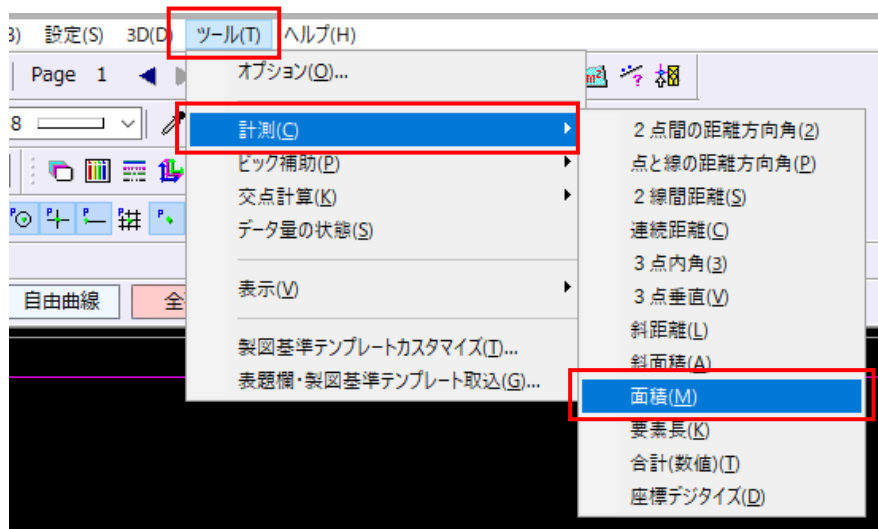 3) 設定(S) 3D(D) ツール(T) ヘルプ(H)
Page 1
8
自由曲線 全
オプション(O)...
計測(C)
ピック補助(P)
交点計算(K)
データ量の状態(S)
表示(V)
製図基準テンプレートカスタマイズ(T)...
表題欄・製図基準テンプレート取込(G)...
2点間の距離方向角(2)
点と線の距離方向角(P)
2線間距離(S)
連続距離(C)
3点内角(3)
3点垂直(V)
斜距離(L)
斜面積(A)
面積(M)
要素長(K)
合計(数値)(T)
座標デジタイズ(D)